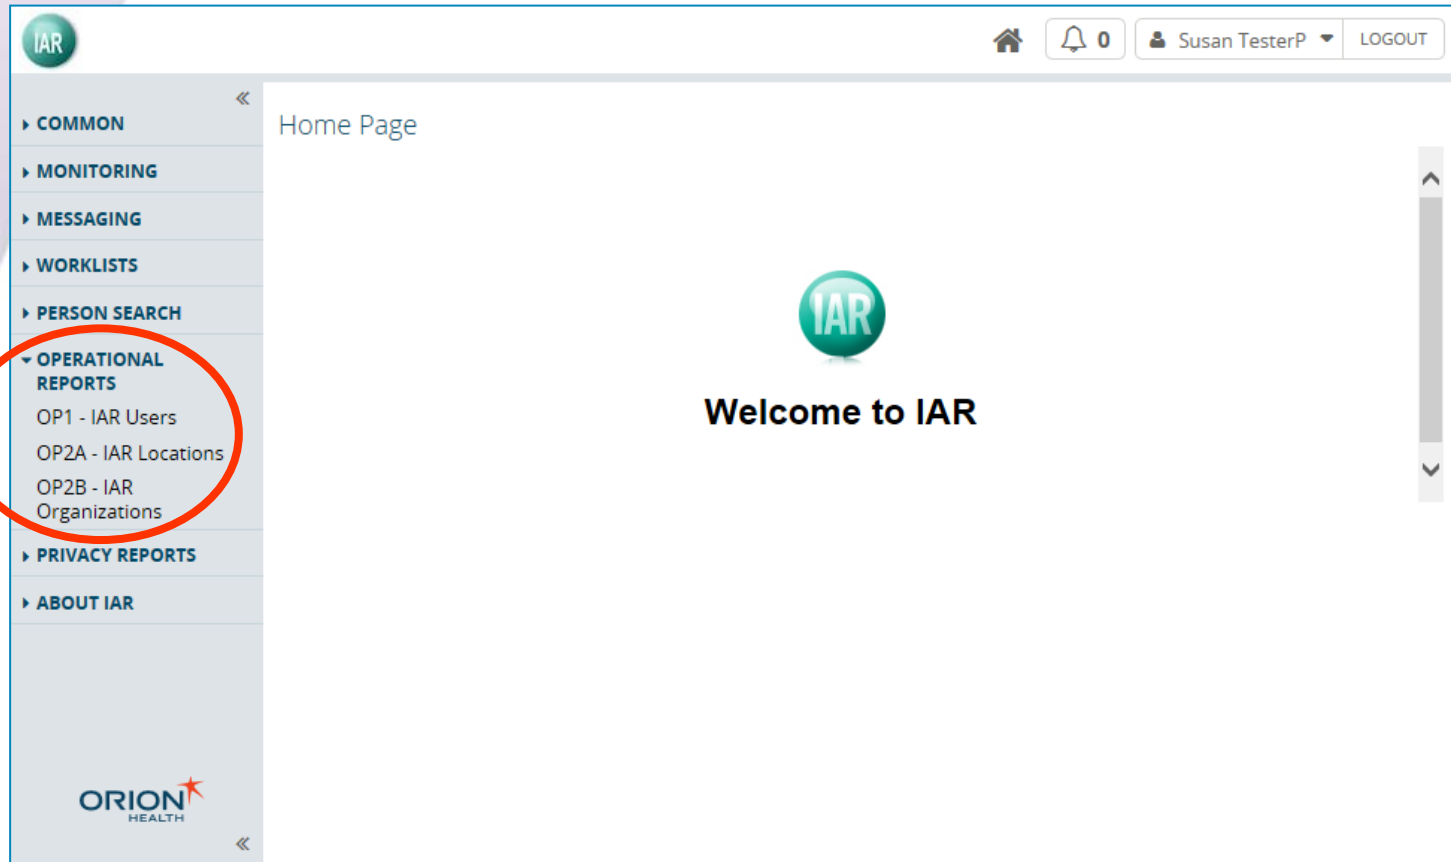 IAR
0
Susan TesterP
LOGOUT
COMMON
MONITORING
MESSAGING
WORKLISTS
PERSON SEARCH
OPERATIONAL
REPORTS
OP1 - IAR Users
OP2A - IAR Locations
OP2B - IAR
Organizations
PRIVACY REPORTS
ABOUT IAR
ORION
HEALTH
Home Page
IAR
Welcome to IAR